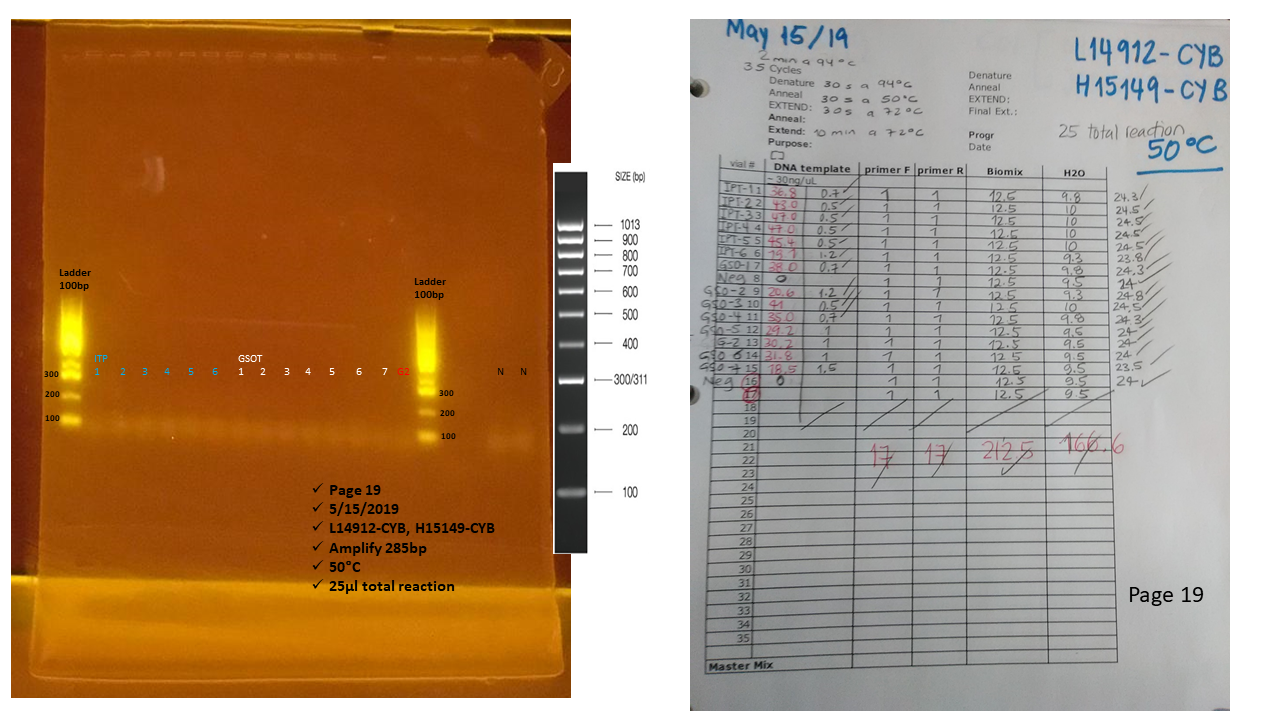 Ladder
100bp
300
200
100
ITP
1 2 3 4 5 6
GSOT
1 2 3 4 5 6 7 G2
Ladder
100bp
300
200
100
N N
✓ Page 19
✓ 5/15/2019
✓ L14912-CYB, H15149-CYB
✓ Amplify 285bp
✓ 50°C
✓ 25µl total reaction
SIZE (bp)
1013
900
800
700
600
500
400
300/311
200
100
May 15/19
L14912-CYB
H15149-CYB
2 min a 94°C
35 Cycles
Denature 30 s a 94°C
Anneal 30 s a 50°C
EXTEND: 30s a 72°C
Anneal:
Extend: 10 min a 72°C
Purpose:
Denature
Anneal
EXTEND:
Final Ext.:
Progr
Date
25 total reaction
50°C
vial # DNA template primer F primer R Biomix H2O
~30ng/uL
IPT-1 1 36.8 0.7 1 1 12.5 9.8 24.3
IPT-2 2 43.0 0.5 1 1 12.5 10 24.5
IPT-3 3 47.0 0.5 1 1 12.5 10 24.5
IPT-4 4 47.0 0.5 1 1 12.5 10 24.5
IPT-5 5 45.4 0.5 1 1 12.5 10 24.5
IPT-6 6 1.2 1 1 12.5 9.3 23.8
GSO-1 7 38.0 0.7 1 1 12.5 9.8 24.3
Neg 8 0 1 1 12.5 9.5 24
GSO-2 9 20.6 1.2 1 1 12.5 9.3 24.8
GSO-3 10 41 0.5 1 1 12.5 10 24.5
GSO-4 11 35.0 0.7 1 1 12.5 9.8 24.3
GSO-5 12 29.2 1 1 1 12.5 9.5 24
G-2 13 30.2 1 1 1 12.5 9.5 24
GSO 6 14 31.8 1 1 1 12.5 9.5 24
GSO-7 15 18.5 1.5 1 1 12.5 9.5 23.5
Neg 16 0 1 1 12.5 9.5 24
17 1 1 12.5 9.5
18
19
20
21 17 17 212.5 166.6
22
23
24
25
26
27
28
29
30
31
32
33
34
35
Master Mix
Page 19